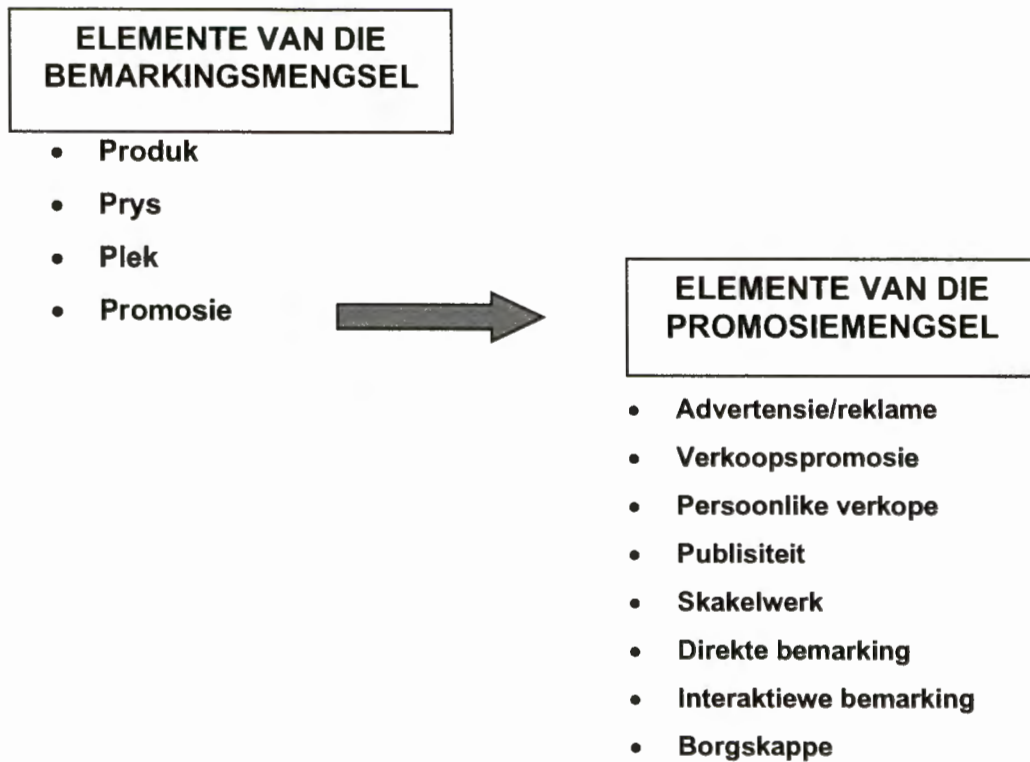 ELEMENTE VAN DIE
BEMARKINGSMENGSEL
• Produk
• Prys
• Plek
• Promosie
ELEMENTE VAN DIE
PROMOSIEMENGSEL
• Advertensie/reklame
• Verkoopspromosie
• Persoonlike verkope
• Publisiteit
• Skakelwerk
• Direkte bemarking
• Interaktiewe bemarking
• Borgskappe